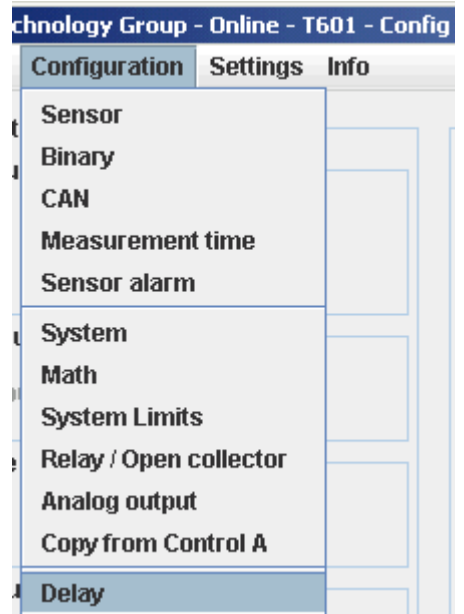 chnology Group - Online - T601 - Config
Configuration Settings Info
Sensor
Binary
CAN
Measurement time
Sensor alarm
System
Math
System Limits
Relay / Open collector
Analog output
Copy from Control A
Delay